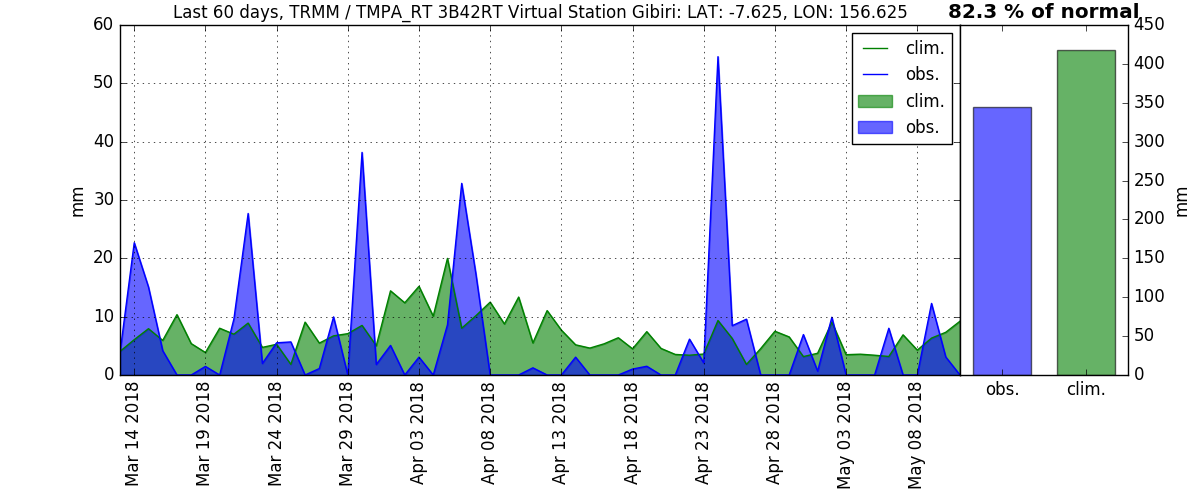 Last 60 days, TRMM / TMPA_RT 3B42RT Virtual Station Gibiri: LAT: -7.625, LON: 156.625
82.3 % of normal
60
50
40
30
20
10
0
mm
clim.
obs.
clim.
obs.
450
400
350
300
250
200
150
100
50
0
mm
Mar 14 2018
Mar 19 2018
Mar 24 2018
Mar 29 2018
Apr 03 2018
Apr 08 2018
Apr 13 2018
Apr 18 2018
Apr 23 2018
Apr 28 2018
May 03 2018
May 08 2018
obs.
clim.